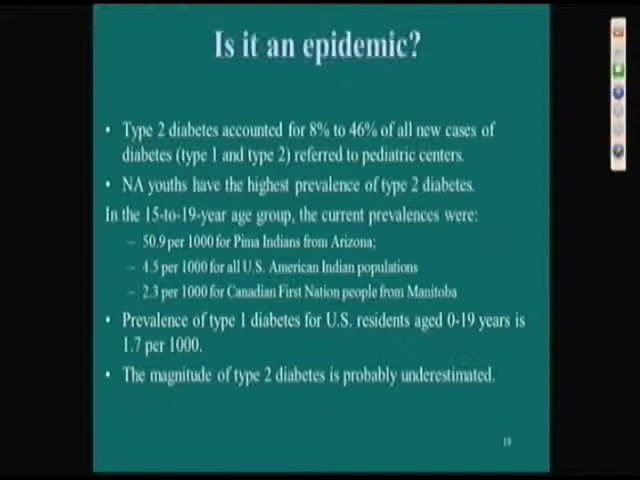 Is it an epidemic?
• Type 2 diabetes accounted for 8% to 46% of all new cases of
diabetes (type 1 and type 2) referred to pediatric centers.
• NA youths have the highest prevalence of type 2 diabetes.
In the 15-to-19-year age group, the current prevalences were:
– 50.9 per 1000 for Pima Indians from Arizona;
– 4.5 per 1000 for all U.S. American Indian populations
– 2.3 per 1000 for Canadian First Nation people from Manitoba
• Prevalence of type 1 diabetes for U.S. residents aged 0-19 years is
1.7 per 1000.
• The magnitude of type 2 diabetes is probably underestimated.
19